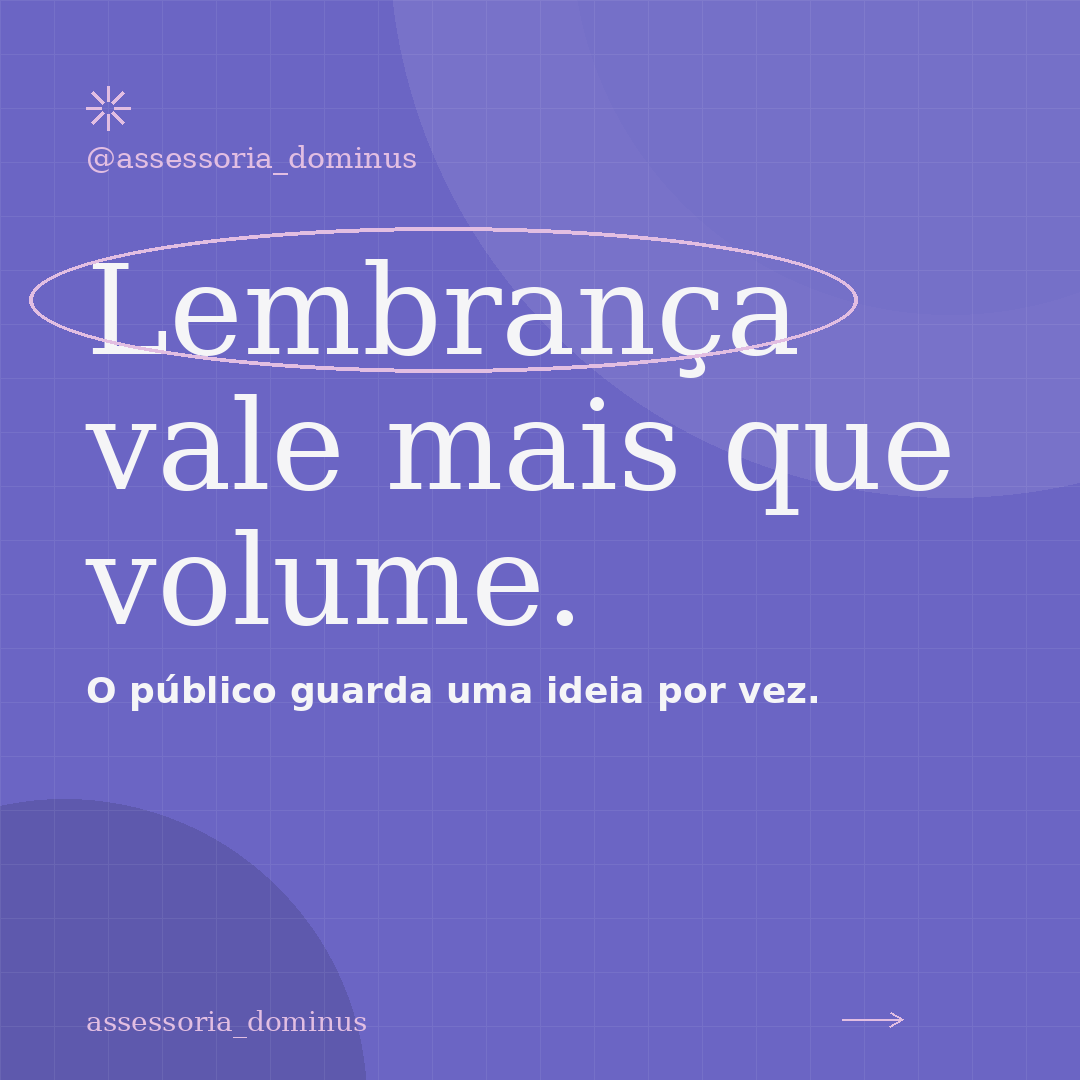 @assessoria_dominus
Lembrança
vale mais que
volume.
O público guarda uma ideia por vez.
assessoria_dominus